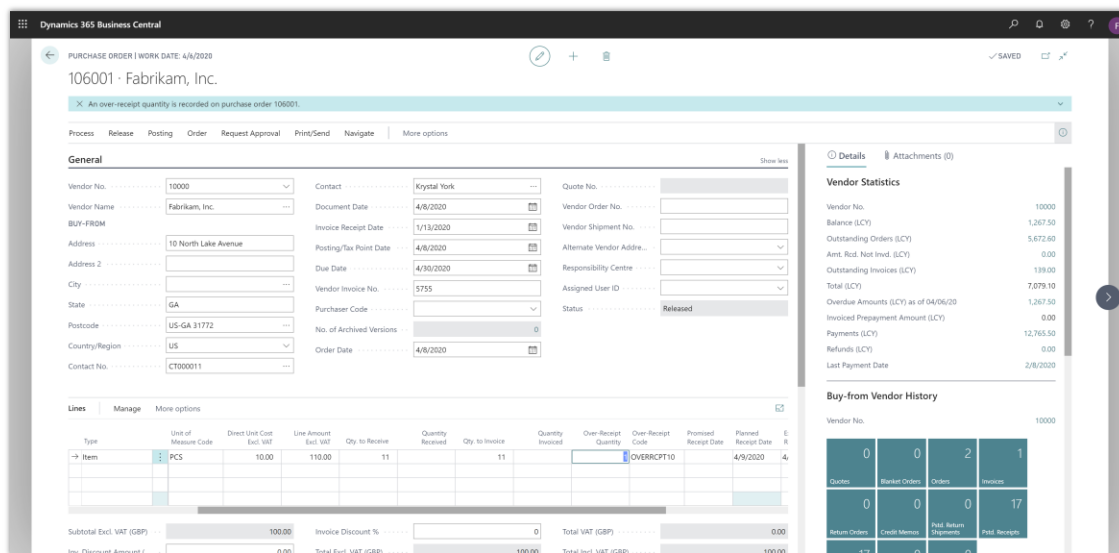 Dynamics 365 Business Central
PURCHASE ORDER | WORK DATE: 4/6/2020
SAVED
106001 · Fabrikam, Inc.
An over-receipt quantity is recorded on purchase order 106001.
Process Release Posting Order Request Approval Print/Send Navigate More options
General
Show less
Vendor No. 10000
Vendor Name Fabrikam, Inc.
BUY-FROM
Address 10 North Lake Avenue
Address 2
City
State GA
Postcode US-GA 31772
Country/Region US
Contact No. CT000011
Contact Krystal York
Document Date 4/8/2020
Invoice Receipt Date 1/13/2020
Posting/Tax Point Date 4/8/2020
Due Date 4/30/2020
Vendor Invoice No. 5755
Purchaser Code
No. of Archived Versions 0
Order Date 4/8/2020
Quote No.
Vendor Order No.
Vendor Shipment No.
Alternate Vendor Addre...
Responsibility Centre
Assigned User ID
Status Released
Lines Manage More options
Type Unit of Measure Code Direct Unit Cost Excl. VAT Line Amount Excl. VAT Qty. to Receive Quantity Received Qty. to Invoice Quantity Invoiced Over-Receipt Quantity Over-Receipt Code Promised Receipt Date Planned Receipt Date
Item PCS 10.00 110.00 11 11 1 OVERRCPT10 4/9/2020
Subtotal Excl. VAT (GBP) 100.00 Invoice Discount % 0 Total VAT (GBP) 0.00
Inv. Discount Amount ( 0.00 Total Excl. VAT (GBP) 100.00 Total Incl. VAT (GBP) 100.00
Details Attachments (0)
Vendor Statistics
Vendor No. 10000
Balance (LCY) 1,267.50
Outstanding Orders (LCY) 5,672.60
Amt. Rcd. Not Invd. (LCY) 0.00
Outstanding Invoices (LCY) 139.00
Total (LCY) 7,079.10
Overdue Amounts (LCY) as of 04/06/20 1,267.50
Invoiced Prepayment Amount (LCY) 0.00
Payments (LCY) 12,765.50
Refunds (LCY) 0.00
Last Payment Date 2/8/2020
Buy-from Vendor History
Vendor No. 10000
0 0 2 1
Quotes Blanket Orders Orders Invoices
0 0 0 17
Return Orders Credit Memos Pstd. Return Shipments Pstd. Receipts
17 0 0